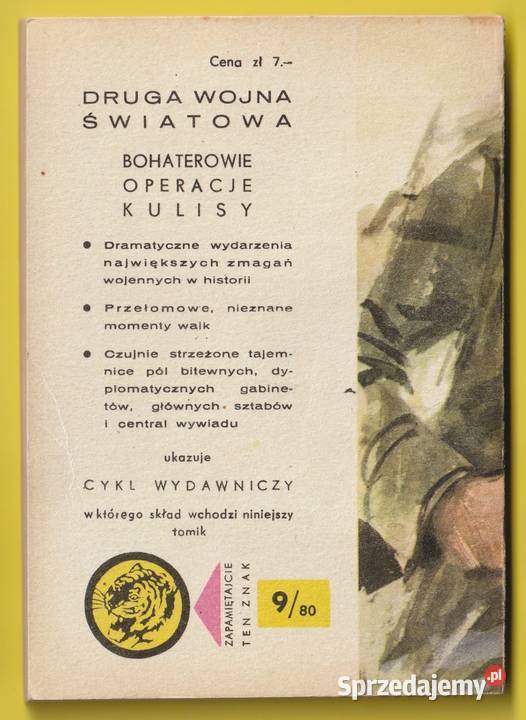 Cena zł 7.—
DRUGA WOJNA
ŚWIATOWA
BOHATEROWIE
OPERACJE
KULISY
● Dramatyczne wydarzenia
największych zmagań
wojennych w historii
● Przełomowe, nieznane
momenty walk
● Czujnie strzeżone tajem-
nice pól bitewnych, dy-
plomatycznych gabine-
tów, głównych sztabów
i central wywiadu
ukazuje
CYKL WYDAWNICZY
w którego skład wchodzi niniejszy
tomik
ZAPAMIĘTAJCIE
TEN ZNAK
9/80
Sprzedajemy.pl